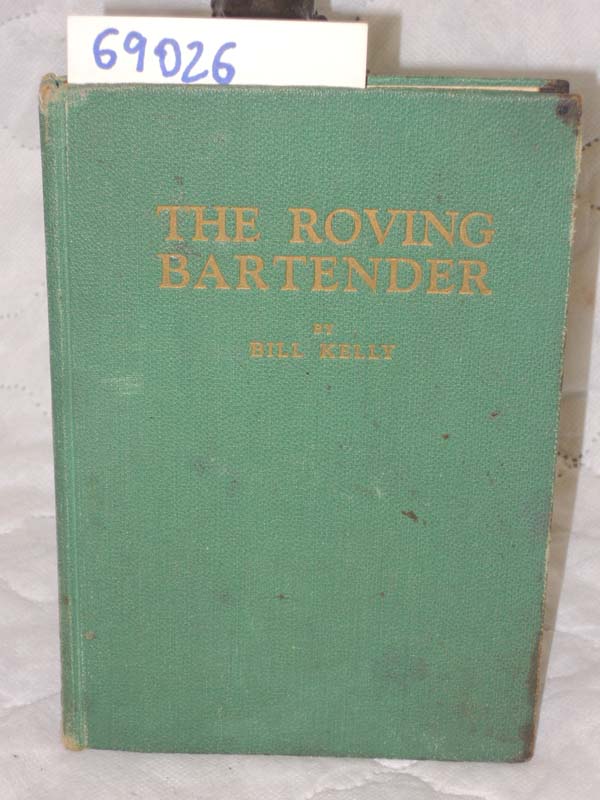 69026
THE ROVING
BARTENDER
BY
BILL KELLY